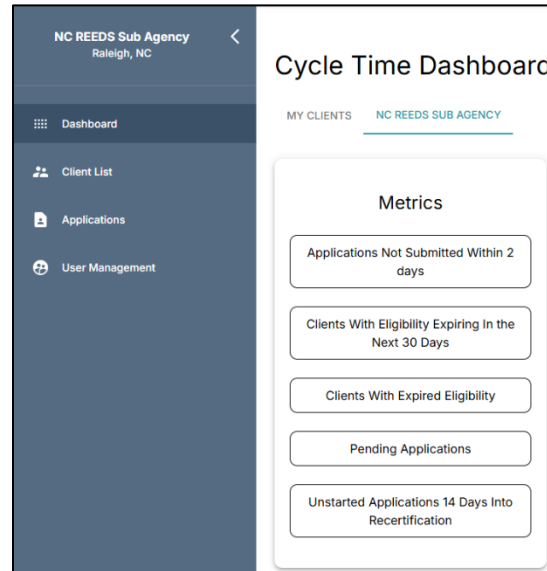 NC REEDS Sub Agency
Raleigh, NC
Dashboard
Client List
Applications
User Management
Cycle Time Dashboard
MY CLIENTS
NC REEDS SUB AGENCY
Metrics
Applications Not Submitted Within 2
days
Clients With Eligibility Expiring In the
Next 30 Days
Clients With Expired Eligibility
Pending Applications
Unstarted Applications 14 Days Into
Recertification